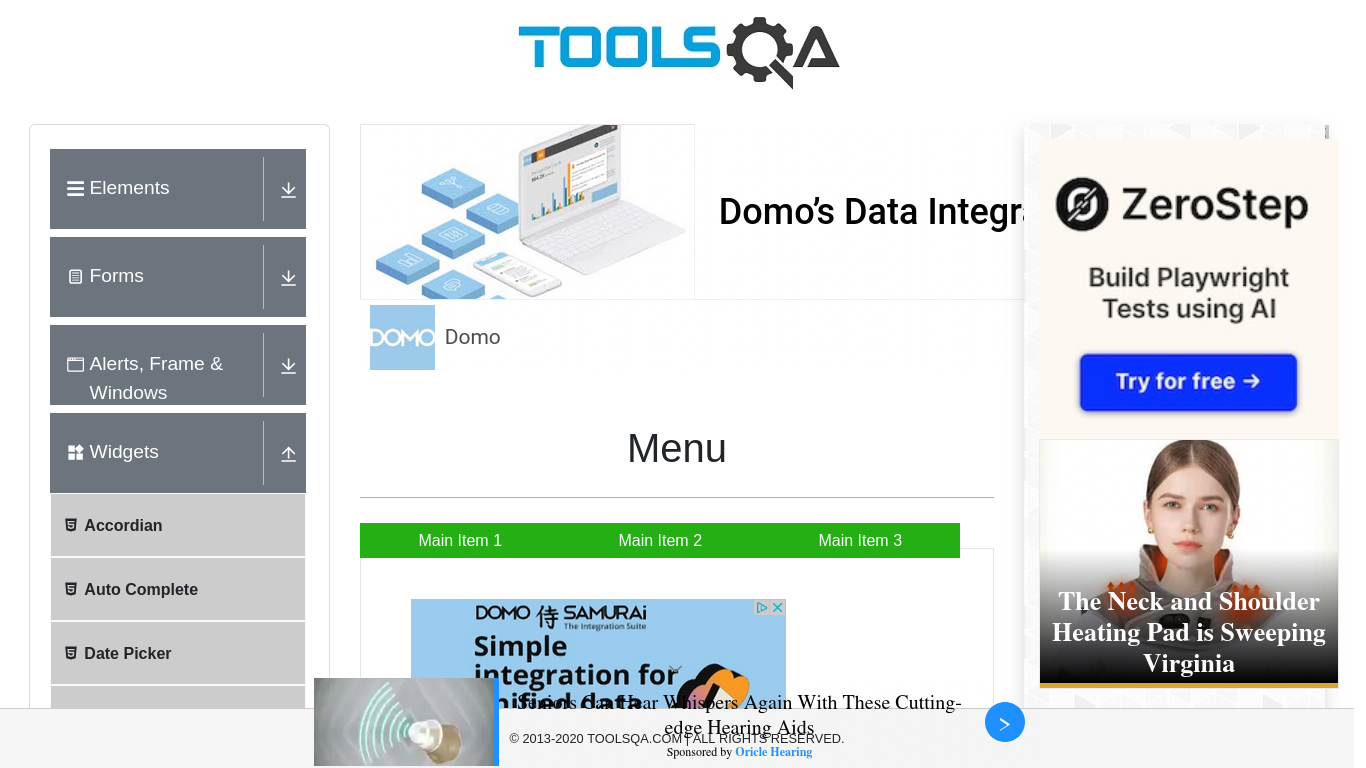 TOOLSQA
Elements
Forms
Alerts, Frame &
Windows
Widgets
Accordian
Auto Complete
Date Picker
Domo’s Data Integra
DOMO
Domo
Menu
Main Item 1
Main Item 2
Main Item 3
DOMO 侍 SAMURAI
The Integration Suite
Simple
integration for
unified data
Seniors Can Hear Whispers Again With These Cutting-
edge Hearing Aids
© 2013-2020 TOOLSQA.COM | ALL RIGHTS RESERVED.
Sponsored by Oricle Hearing
ZeroStep
Build Playwright
Tests using AI
Try for free →
The Neck and Shoulder
Heating Pad is Sweeping
Virginia